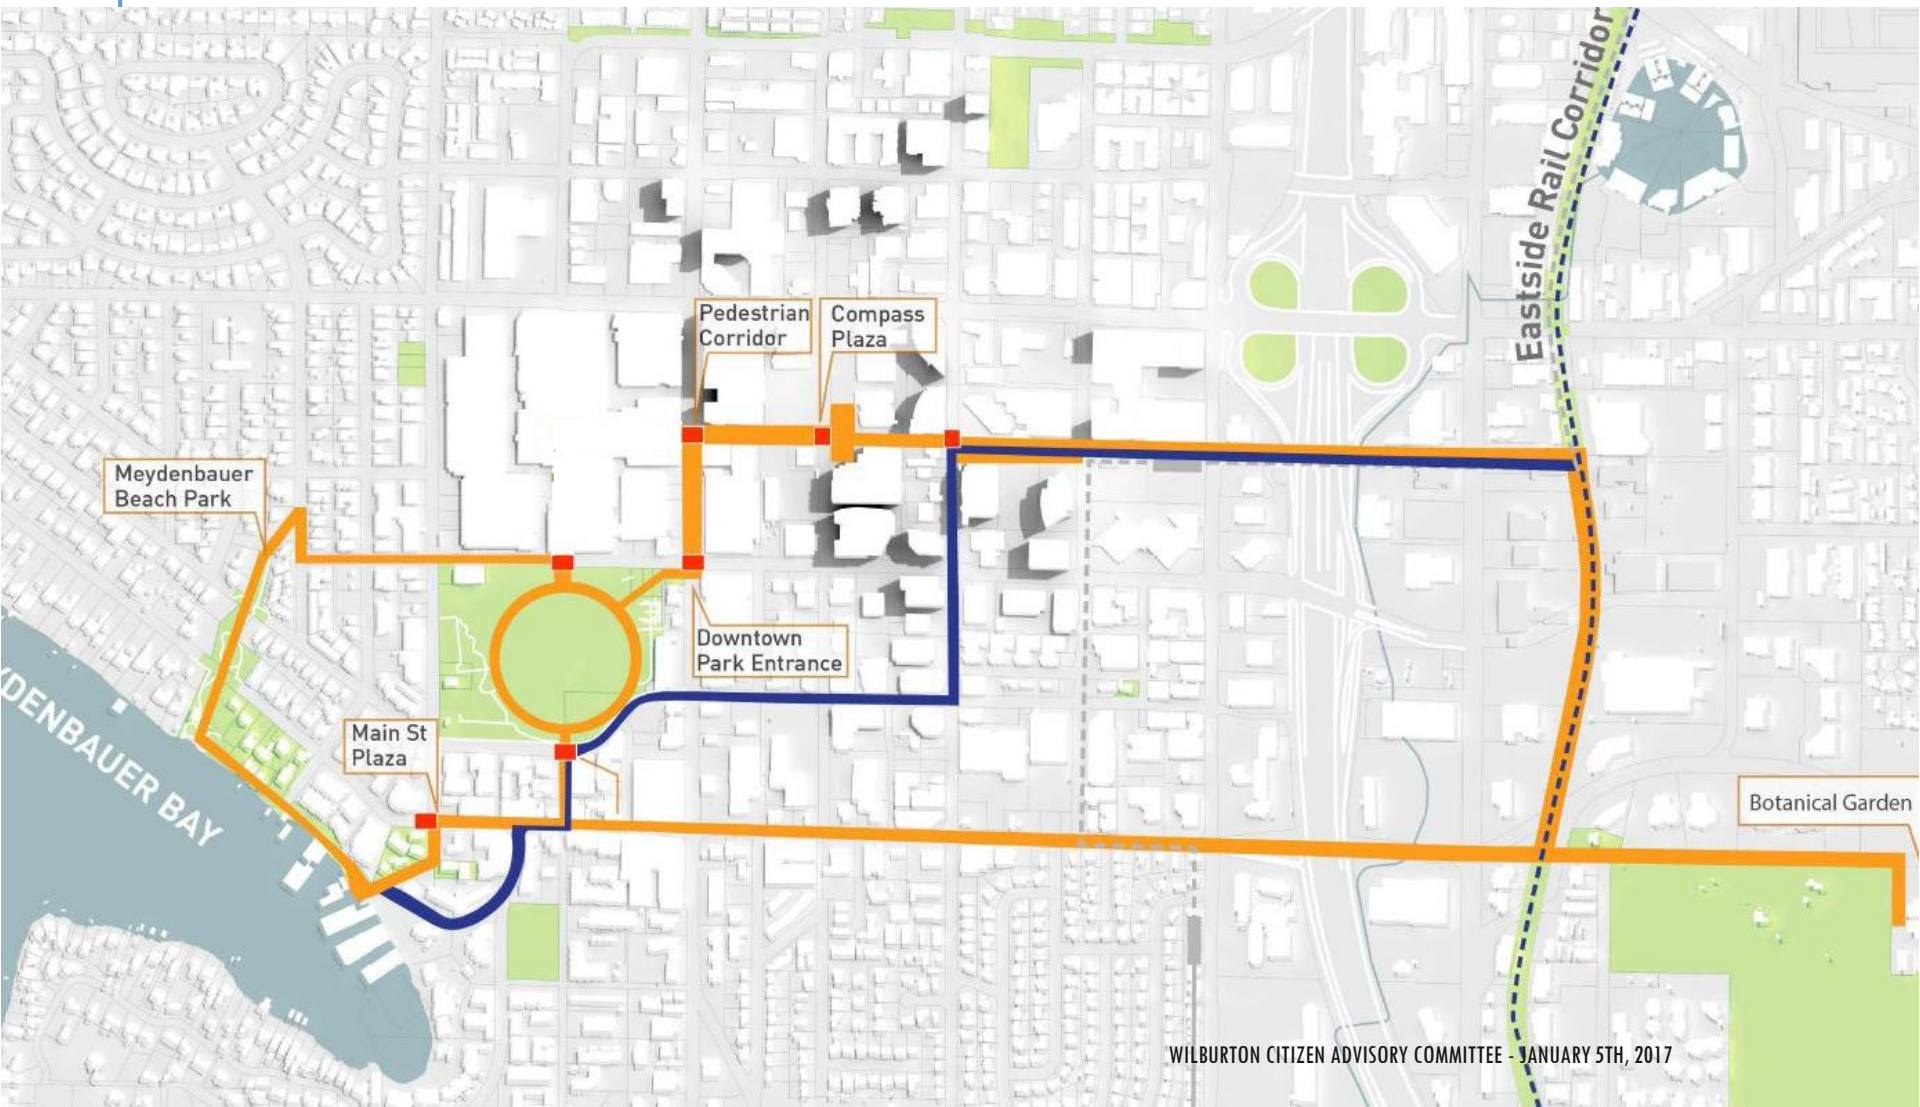 Eastside Rail Corridor
Pedestrian
Corridor
Compass
Plaza
Meydenbauer
Beach Park
Downtown
Park Entrance
Main St
Plaza
YDENBAUER BAY
Botanical Garden
WILBURTON CITIZEN ADVISORY COMMITTEE - JANUARY 5TH, 2017